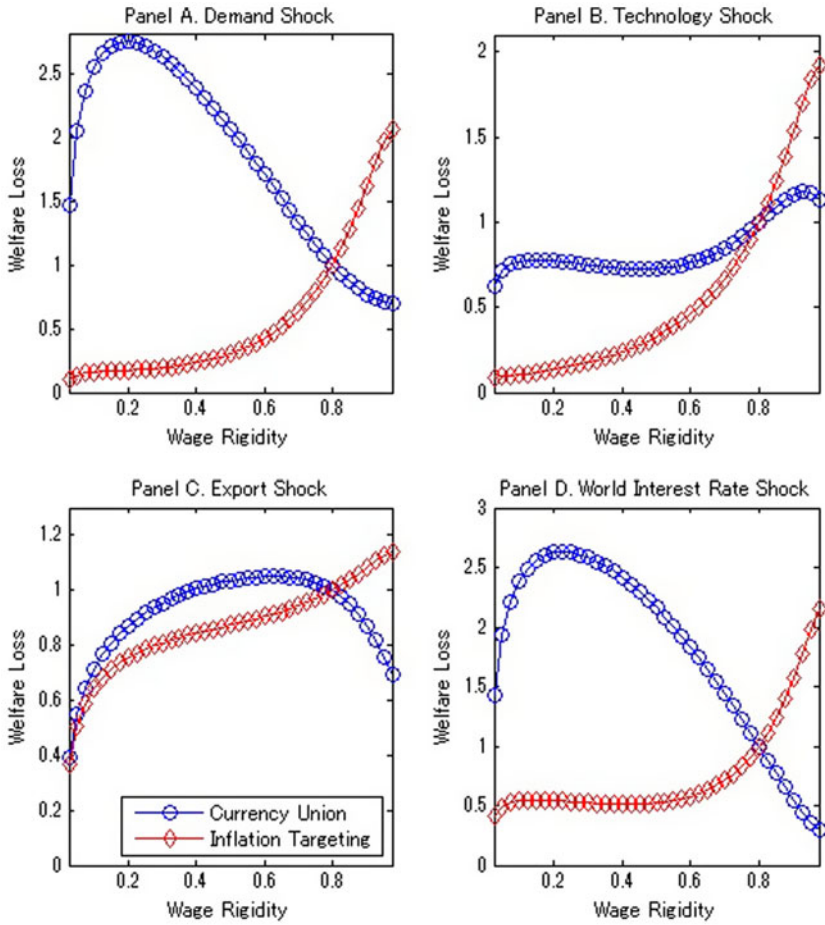 Panel A. Demand Shock
2.5
2
1.5
1
0.5
0
Welfare Loss
0.2 0.4 0.6 0.8
Wage Rigidity
Panel B. Technology Shock
2
1.5
1
0.5
0
Welfare Loss
0.2 0.4 0.6 0.8
Wage Rigidity
Panel C. Export Shock
1.2
1
0.8
0.6
0.4
0.2
0
Welfare Loss
Currency Union
Inflation Targeting
0.2 0.4 0.6 0.8
Wage Rigidity
Panel D. World Interest Rate Shock
3
2.5
2
1.5
1
0.5
0
Welfare Loss
0.2 0.4 0.6 0.8
Wage Rigidity